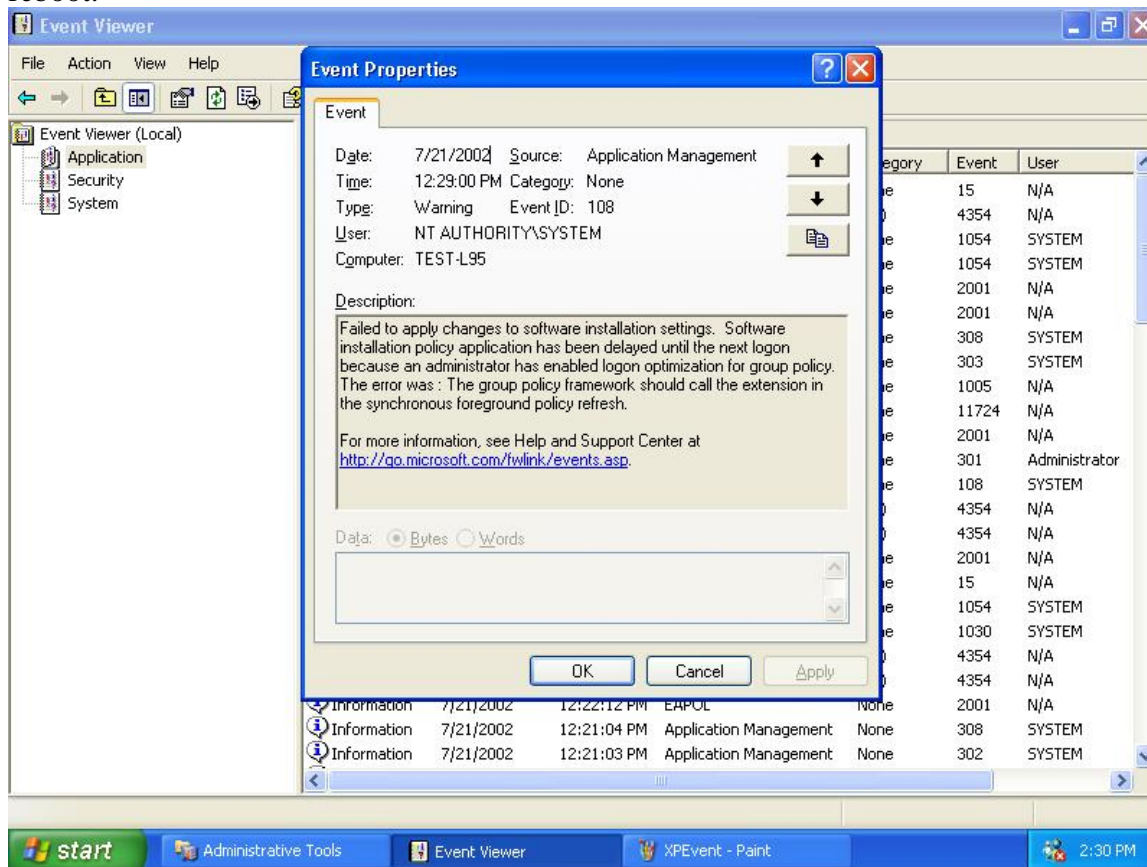 Event Viewer
File Action View Help
Event Viewer (Local)
Application
Security
System
Event Properties
Event
Date: 7/21/2002 Source: Application Management
Time: 12:29:00 PM Category: None
Type: Warning Event ID: 108
User: NT AUTHORITY\SYSTEM
Computer: TEST-L95
Description:
Failed to apply changes to software installation settings. Software
installation policy application has been delayed until the next logon
because an administrator has enabled logon optimization for group policy.
The error was : The group policy framework should call the extension in
the synchronous foreground policy refresh.
For more information, see Help and Support Center at
http://go.microsoft.com/fwlink/events.asp.
Data: Bytes Words
OK Cancel Apply
Event User
15 N/A
4354 N/A
1054 SYSTEM
1054 SYSTEM
2001 N/A
2001 N/A
308 SYSTEM
303 SYSTEM
1005 N/A
11724 N/A
2001 N/A
301 Administrator
108 SYSTEM
4354 N/A
4354 N/A
2001 N/A
15 N/A
1054 SYSTEM
1030 SYSTEM
4354 N/A
4354 N/A
Information 7/21/2002 12:22:12 PM EAPOL None 2001 N/A
Information 7/21/2002 12:21:04 PM Application Management None 308 SYSTEM
Information 7/21/2002 12:21:03 PM Application Management None 302 SYSTEM
start Administrative Tools Event Viewer XPEvent - Paint 2:30 PM